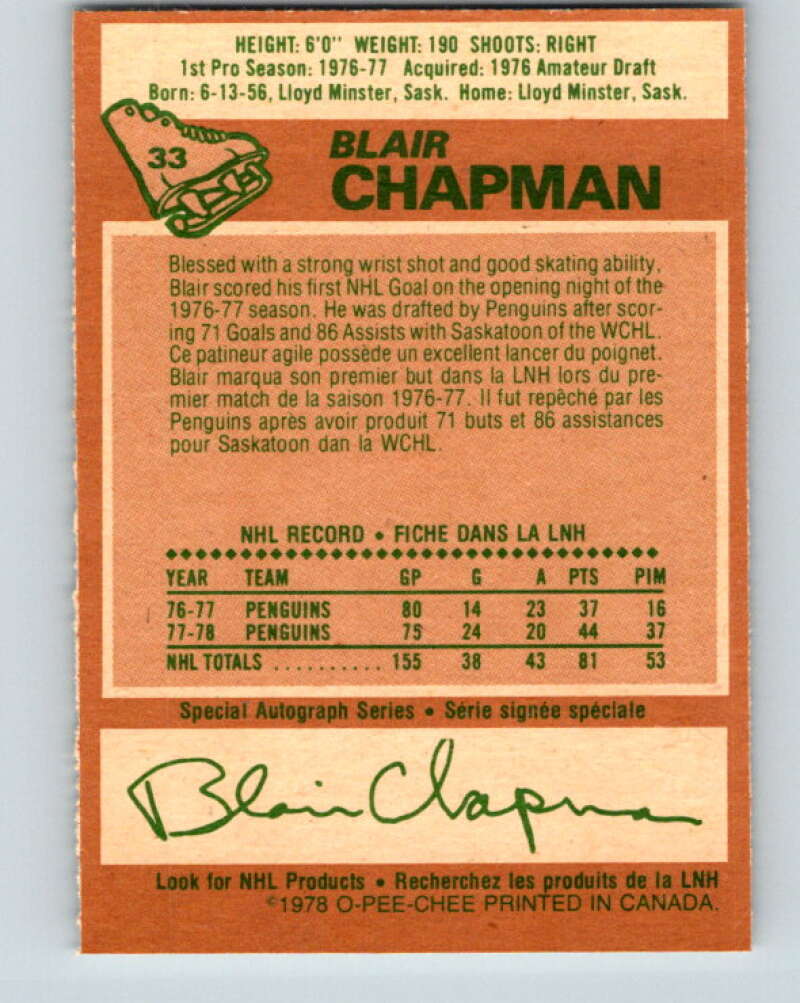 HEIGHT: 6'0" WEIGHT: 190 SHOOTS: RIGHT
1st Pro Season: 1976-77 Acquired: 1976 Amateur Draft
Born: 6-13-56, Lloyd Minster, Sask. Home: Lloyd Minster, Sask.
33
BLAIR
CHAPMAN
Blessed with a strong wrist shot and good skating ability,
Blair scored his first NHL Goal on the opening night of the
1976-77 season. He was drafted by Penguins after scor-
ing 71 Goals and 86 Assists with Saskatoon of the WCHL.
Ce patineur agile possède un excellent lancer du poignet.
Blair marqua son premier but dans la LNH lors du pre-
mier match de la saison 1976-77. Il fut repêché par les
Penguins après avoir produit 71 buts et 86 assistances
pour Saskatoon dan la WCHL.
NHL RECORD • FICHE DANS LA LNH
YEAR TEAM GP G A PTS PIM
76-77 PENGUINS 80 14 23 37 16
77-78 PENGUINS 75 24 20 44 37
NHL TOTALS .......... 155 38 43 81 53
Special Autograph Series • Série signée spéciale
Blair Chapman
Look for NHL Products • Recherchez les produits de la LNH
©1978 O-PEE-CHEE PRINTED IN CANADA.